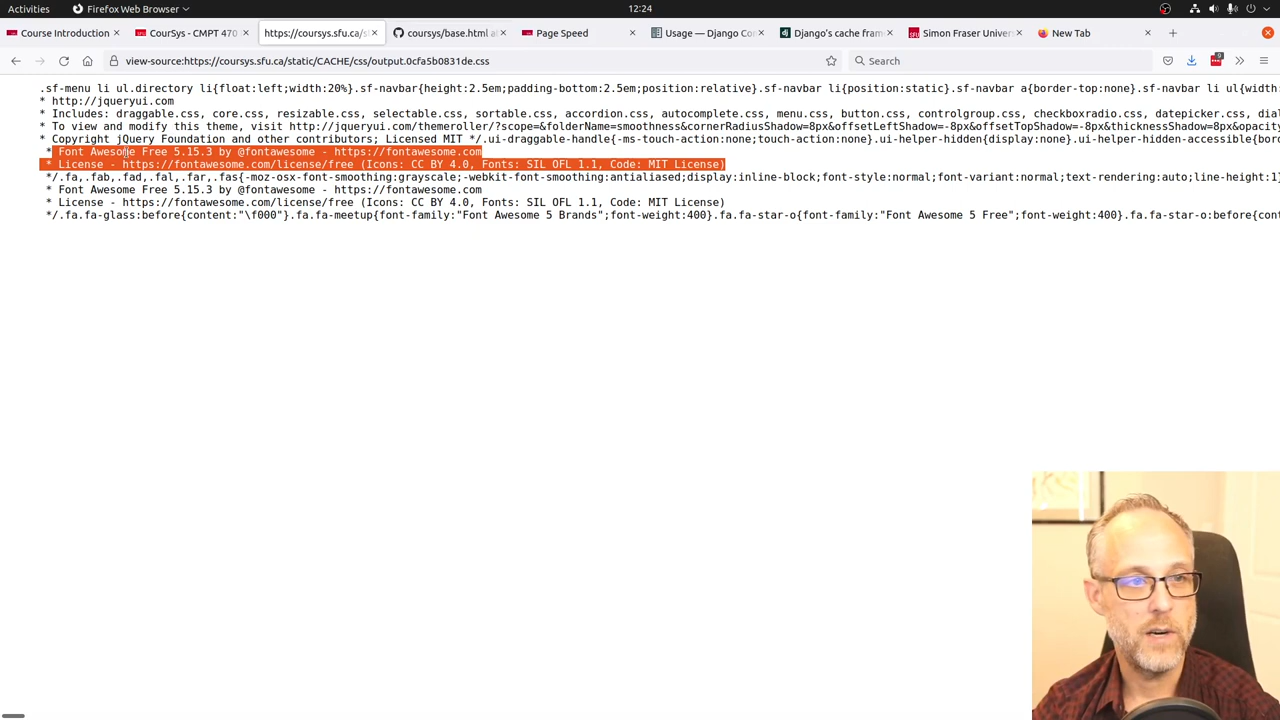 Activities
Firefox Web Browser
12:24
Course Introduction
CourSys - CMPT 470
https://coursys.sfu.ca/s
coursys/base.html a
Page Speed
Usage — Django Co
Django's cache fram
Simon Fraser Univer
New Tab
view-source:https://coursys.sfu.ca/static/CACHE/css/output.0cfa5b0831de.css
Search
.sf-menu li ul.directory li{float:left;width:20%}.sf-navbar{height:2.5em;padding-bottom:2.5em;position:relative}.sf-navbar li{position:static}.sf-navbar a{border-top:none}.sf-navbar li ul{width:
* http://jqueryui.com
* Includes: draggable.css, core.css, resizable.css, selectable.css, sortable.css, accordion.css, autocomplete.css, menu.css, button.css, controlgroup.css, checkboxradio.css, datepicker.css, dial
* To view and modify this theme, visit http://jqueryui.com/themeroller/?scope=&folderName=smoothness&cornerRadiusShadow=8px&offsetLeftShadow=-8px&offsetTopShadow=-8px&thicknessShadow=8px&opacity
* Copyright jQuery Foundation and other contributors; Licensed MIT */.ui-draggable-handle{-ms-touch-action:none;touch-action:none}.ui-helper-hidden{display:none}.ui-helper-hidden-accessible{bord
* Font Awesome Free 5.15.3 by @fontawesome - https://fontawesome.com
* License - https://fontawesome.com/license/free (Icons: CC BY 4.0, Fonts: SIL OFL 1.1, Code: MIT License)
*/.fa,.fab,.fad,.fal,.far,.fas{-moz-osx-font-smoothing:grayscale;-webkit-font-smoothing:antialiased;display:inline-block;font-style:normal;font-variant:normal;text-rendering:auto;line-height:1}
* Font Awesome Free 5.15.3 by @fontawesome - https://fontawesome.com
* License - https://fontawesome.com/license/free (Icons: CC BY 4.0, Fonts: SIL OFL 1.1, Code: MIT License)
*/.fa.fa-glass:before{content:"\f000"}.fa.fa-meetup{font-family:"Font Awesome 5 Brands";font-weight:400}.fa.fa-star-o{font-family:"Font Awesome 5 Free";font-weight:400}.fa.fa-star-o:before{cont